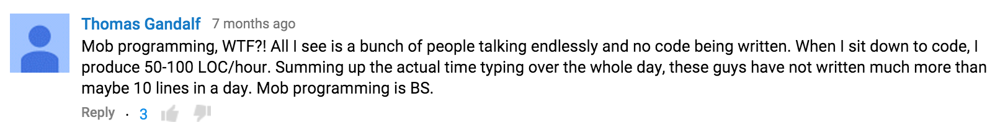 Thomas Gandalf 7 months ago
Mob programming, WTF?! All I see is a bunch of people talking endlessly and no code being written. When I sit down to code, I
produce 50-100 LOC/hour. Summing up the actual time typing over the whole day, these guys have not written much more than
maybe 10 lines in a day. Mob programming is BS.
Reply · 3